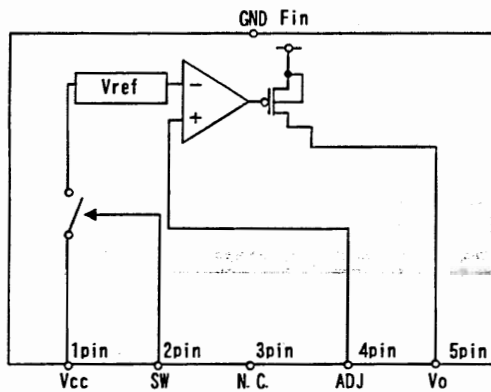 GND Fin
Vref
−
+
1pin 2pin 3pin 4pin 5pin
Vcc SW N.C. ADJ Vo